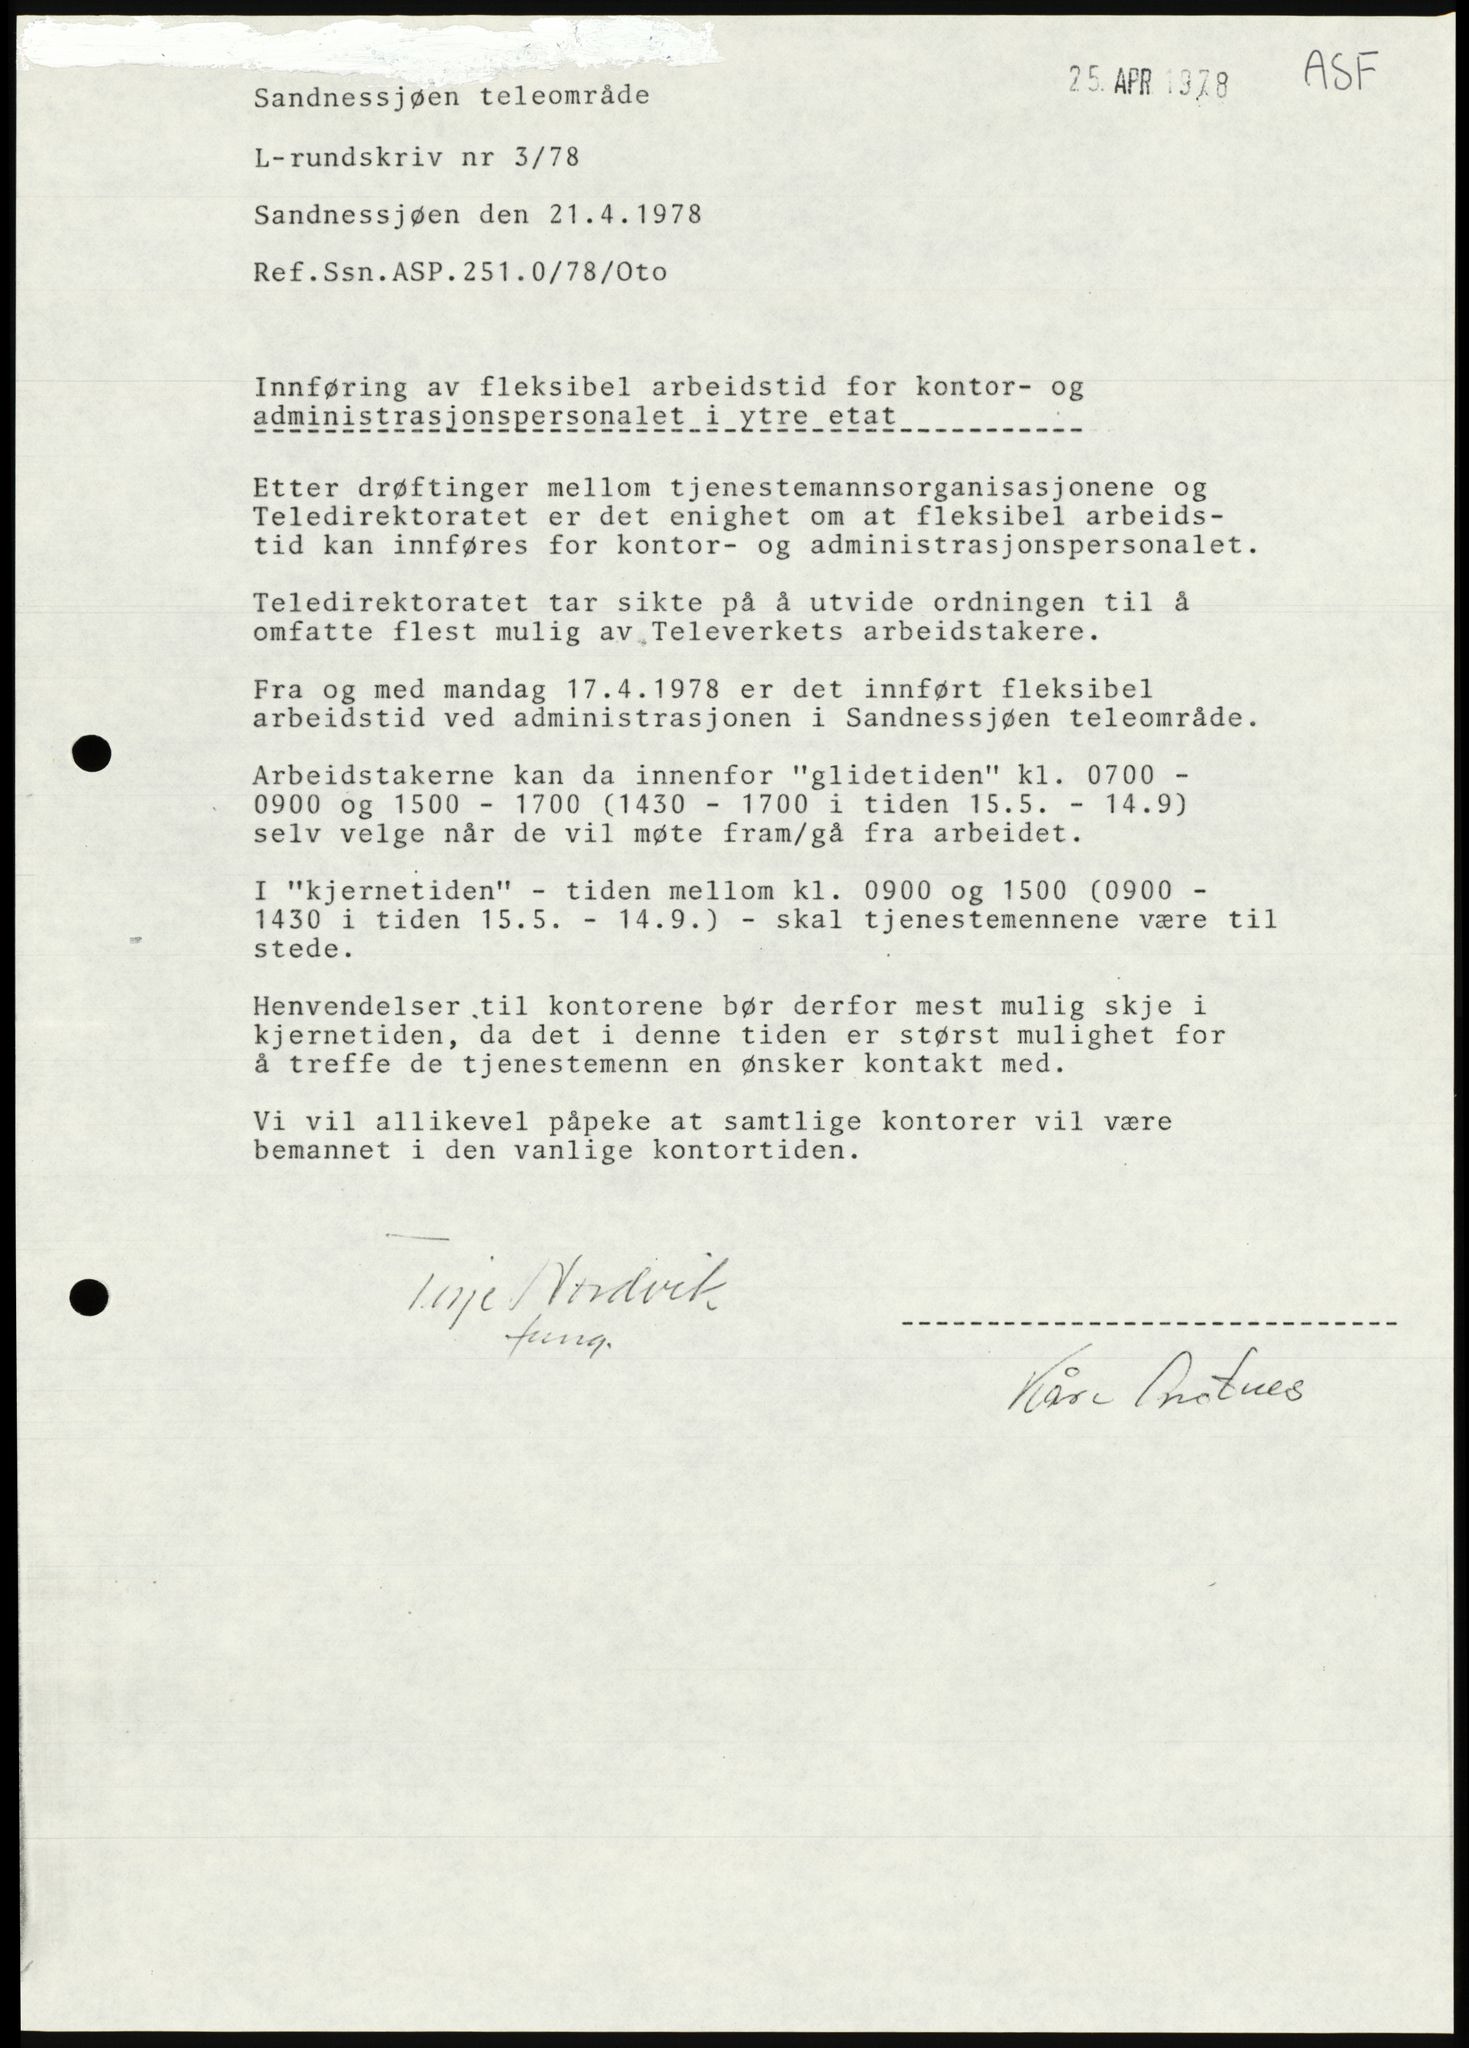 25. APR 1978 ASF
Sandnessjøen teleområde
L-rundskriv nr 3/78
Sandnessjøen den 21.4.1978
Ref.Ssn.ASP.251.0/78/Oto
Innføring av fleksibel arbeidstid for kontor- og
administrasjonspersonalet i ytre etat
Etter drøftinger mellom tjenestemannsorganisasjonene og
Teledirektoratet er det enighet om at fleksibel arbeids-
tid kan innføres for kontor- og administrasjonspersonalet.
Teledirektoratet tar sikte på å utvide ordningen til å
omfatte flest mulig av Televerkets arbeidstakere.
Fra og med mandag 17.4.1978 er det innført fleksibel
arbeidstid ved administrasjonen i Sandnessjøen teleområde.
Arbeidstakerne kan da innenfor "glidetiden" kl. 0700 -
0900 og 1500 - 1700 (1430 - 1700 i tiden 15.5. - 14.9)
selv velge når de vil møte fram/gå fra arbeidet.
I "kjernetiden" - tiden mellom kl. 0900 og 1500 (0900 -
1430 i tiden 15.5. - 14.9.) - skal tjenestemennene være til
stede.
Henvendelser til kontorene bør derfor mest mulig skje i
kjernetiden, da det i denne tiden er størst mulighet for
å treffe de tjenestemenn en ønsker kontakt med.
Vi vil allikevel påpeke at samtlige kontorer vil være
bemannet i den vanlige kontortiden.
Terje Nordvik
fung.
Kåre